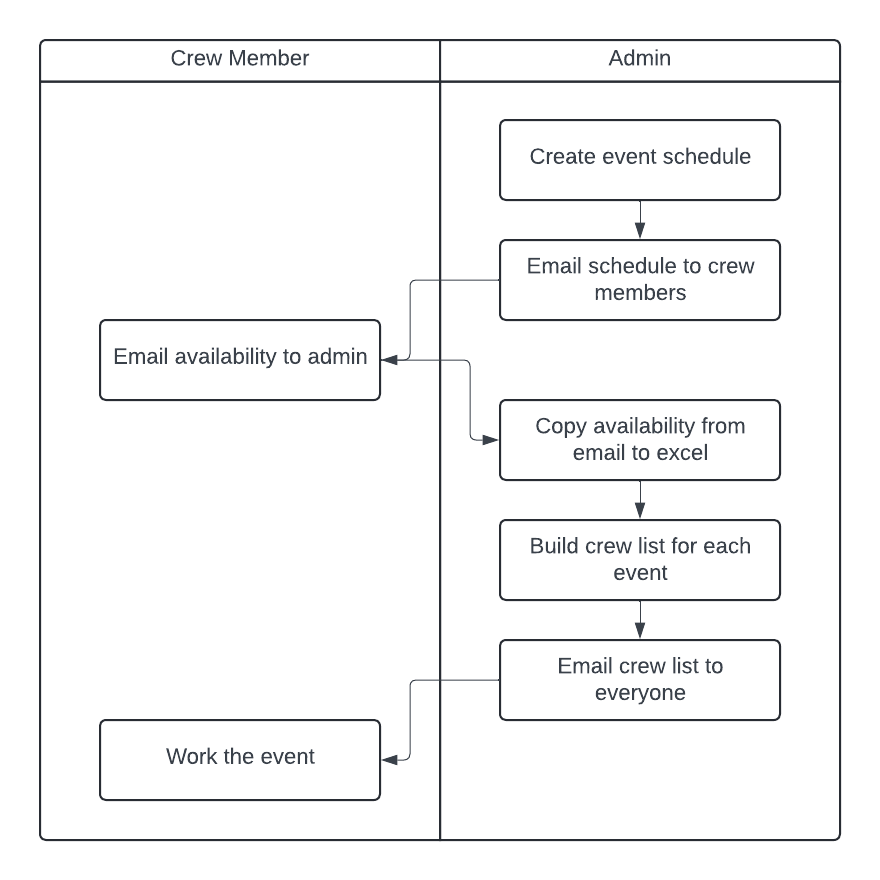 Crew Member
Admin
Create event schedule
Email schedule to crew
members
Email availability to admin
Copy availability from
email to excel
Build crew list for each
event
Email crew list to
everyone
Work the event